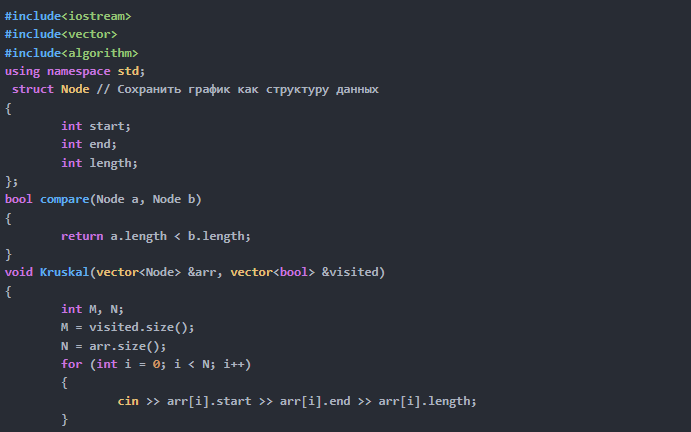 #include<iostream>
#include<vector>
#include<algorithm>
using namespace std;
 struct Node // Сохранить график как структуру данных
{
	int start;
	int end;
	int length;
};
bool compare(Node a, Node b)
{
	return a.length < b.length;
}
void Kruskal(vector<Node> &arr, vector<bool> &visited)
{
	int M, N;
	M = visited.size();
	N = arr.size();
	for (int i = 0; i < N; i++)
	{
		cin >> arr[i].start >> arr[i].end >> arr[i].length;
	}